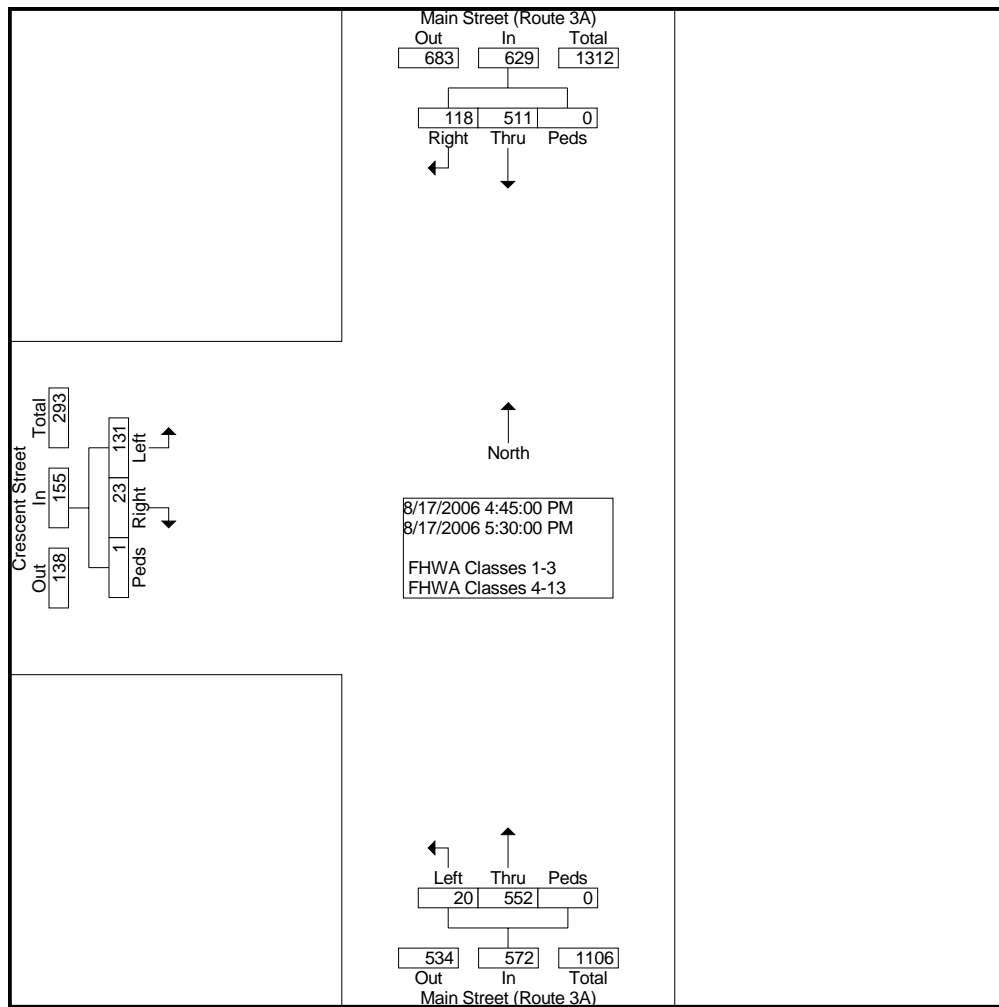 Main Street (Route 3A)
Out In Total
683 629 1312
118 511 0
Right Thru Peds
Crescent Street
Out In Total
138 155 293
1 23 131
Peds Right Left
North
8/17/2006 4:45:00 PM
8/17/2006 5:30:00 PM
FHWA Classes 1-3
FHWA Classes 4-13
Left Thru Peds
20 552 0
534 572 1106
Out In Total
Main Street (Route 3A)